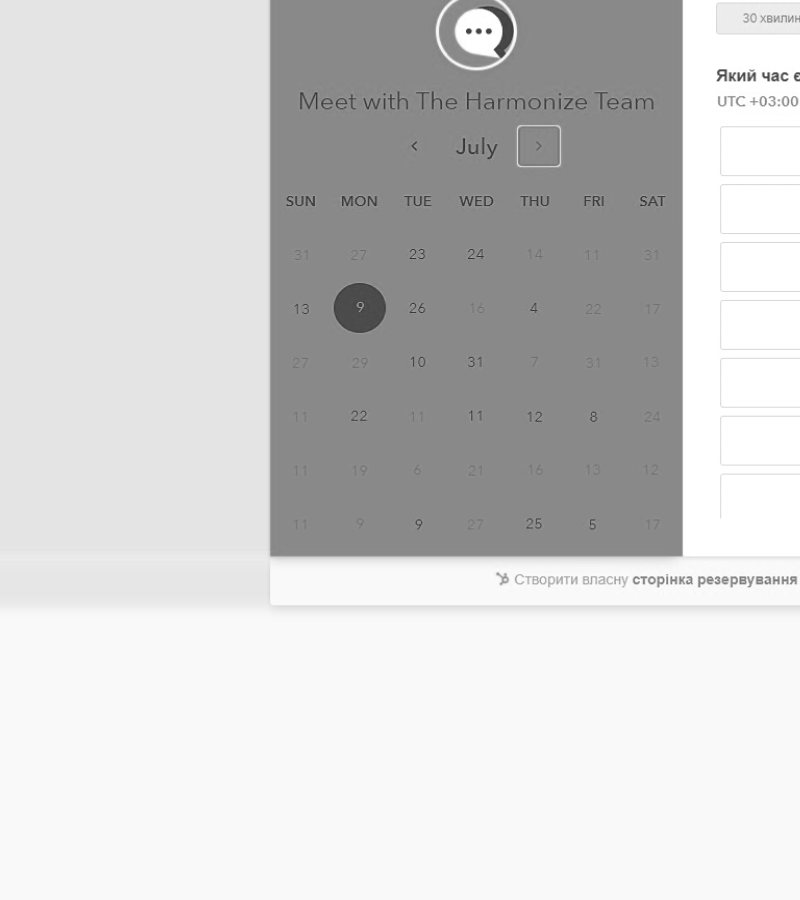 30 хвилин
Meet with The Harmonize Team
Який час є
UTC +03:00
July
SUN MON TUE WED THU FRI SAT
31 27 23 24 14 11 31
13 9 26 16 4 22 17
27 29 10 31 7 31 13
11 22 11 11 12 8 24
11 19 6 21 16 13 12
11 9 9 27 25 5 17
Створити власну сторінка резервування